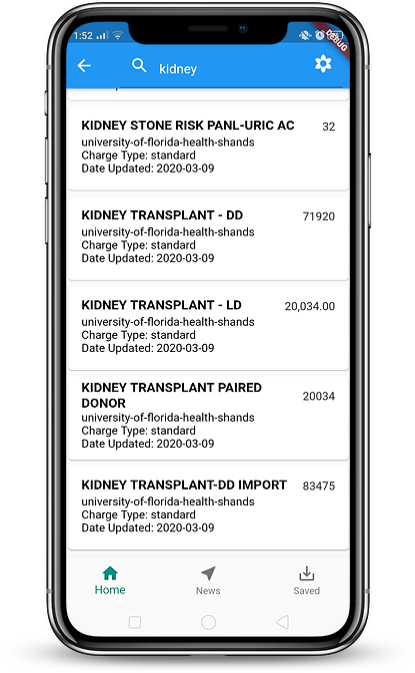 1:52
DEBUG
kidney
KIDNEY STONE RISK PANL-URIC AC 32
university-of-florida-health-shands
Charge Type: standard
Date Updated: 2020-03-09
KIDNEY TRANSPLANT - DD 71920
university-of-florida-health-shands
Charge Type: standard
Date Updated: 2020-03-09
KIDNEY TRANSPLANT - LD 20,034.00
university-of-florida-health-shands
Charge Type: standard
Date Updated: 2020-03-09
KIDNEY TRANSPLANT PAIRED
DONOR 20034
university-of-florida-health-shands
Charge Type: standard
Date Updated: 2020-03-09
KIDNEY TRANSPLANT-DD IMPORT 83475
university-of-florida-health-shands
Charge Type: standard
Date Updated: 2020-03-09
Home News Saved